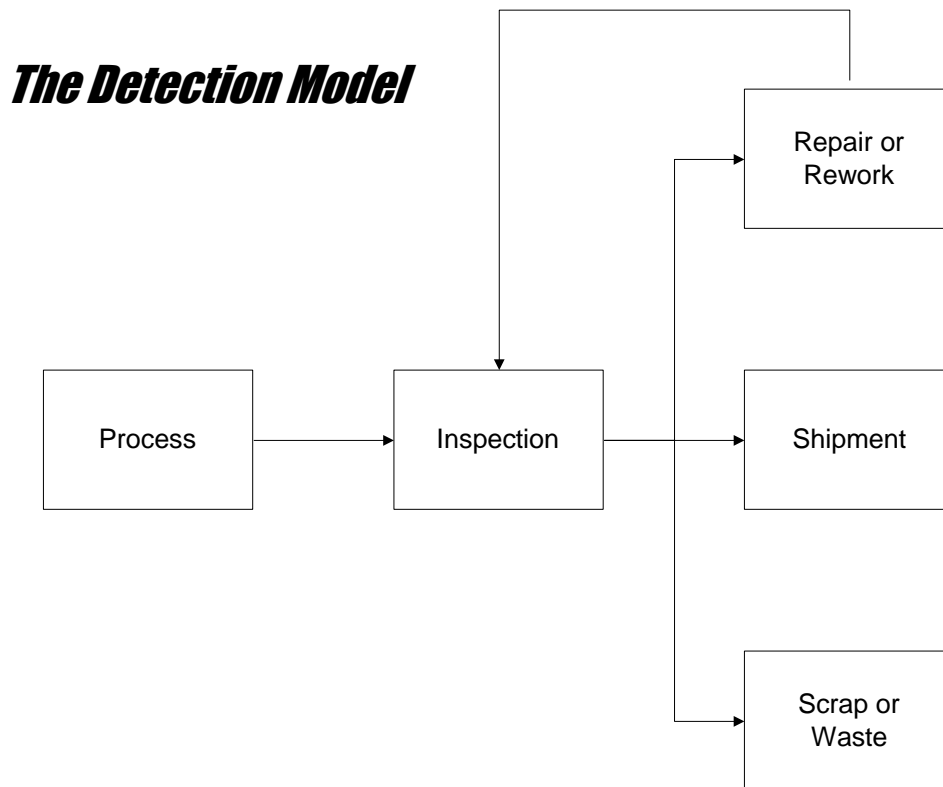 The Detection Model
Repair or
Rework
Process
Inspection
Shipment
Scrap or
Waste